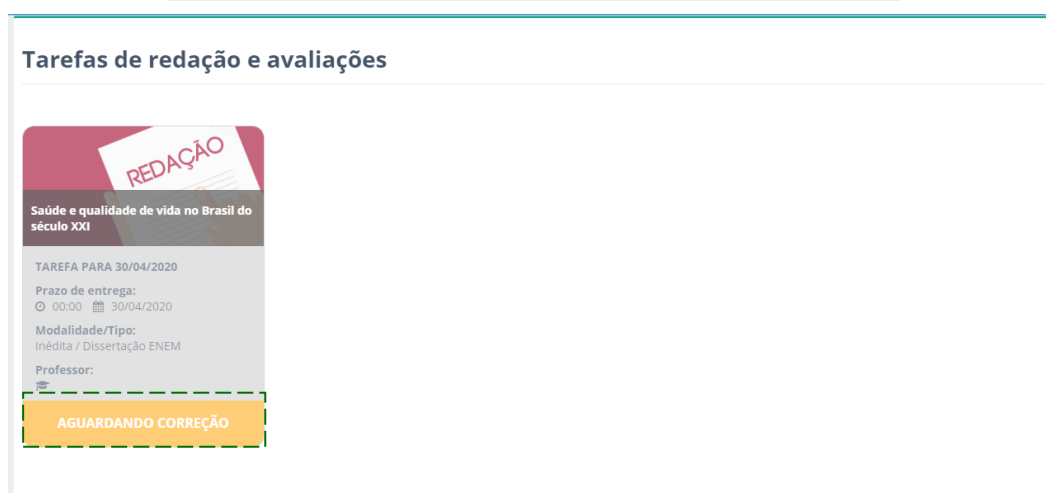 Tarefas de redação e avaliações
REDAÇÃO
Saúde e qualidade de vida no Brasil do
século XXI
TAREFA PARA 30/04/2020
Prazo de entrega:
00:00 30/04/2020
Modalidade/Tipo:
Inédita / Dissertação ENEM
Professor:
AGUARDANDO CORREÇÃO